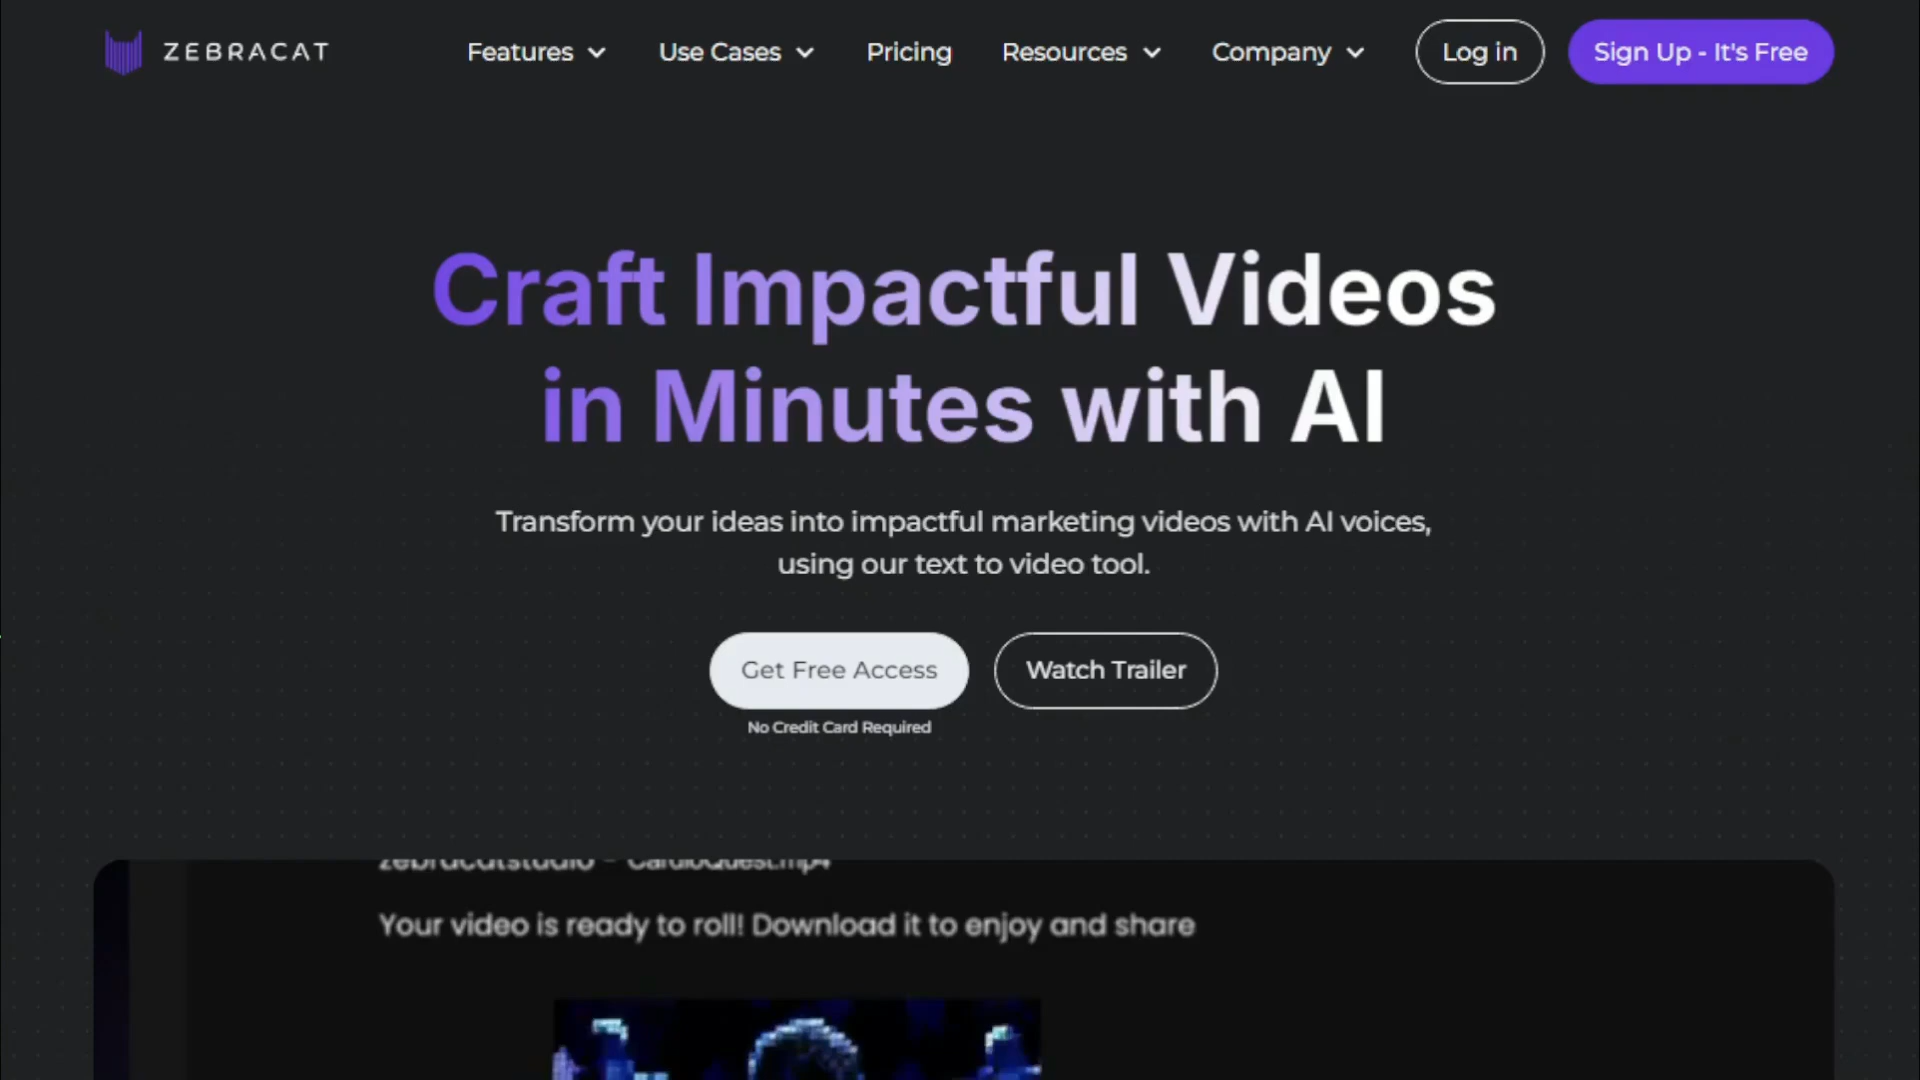 ZEBRACAT
Features
Use Cases
Pricing
Resources
Company
Log in
Sign Up - It's Free
Craft Impactful Videos
in Minutes with AI
Transform your ideas into impactful marketing videos with AI voices,
using our text to video tool.
Get Free Access
Watch Trailer
No Credit Card Required
zebracatstudio - CardioQuest.mp4
Your video is ready to roll! Download it to enjoy and share